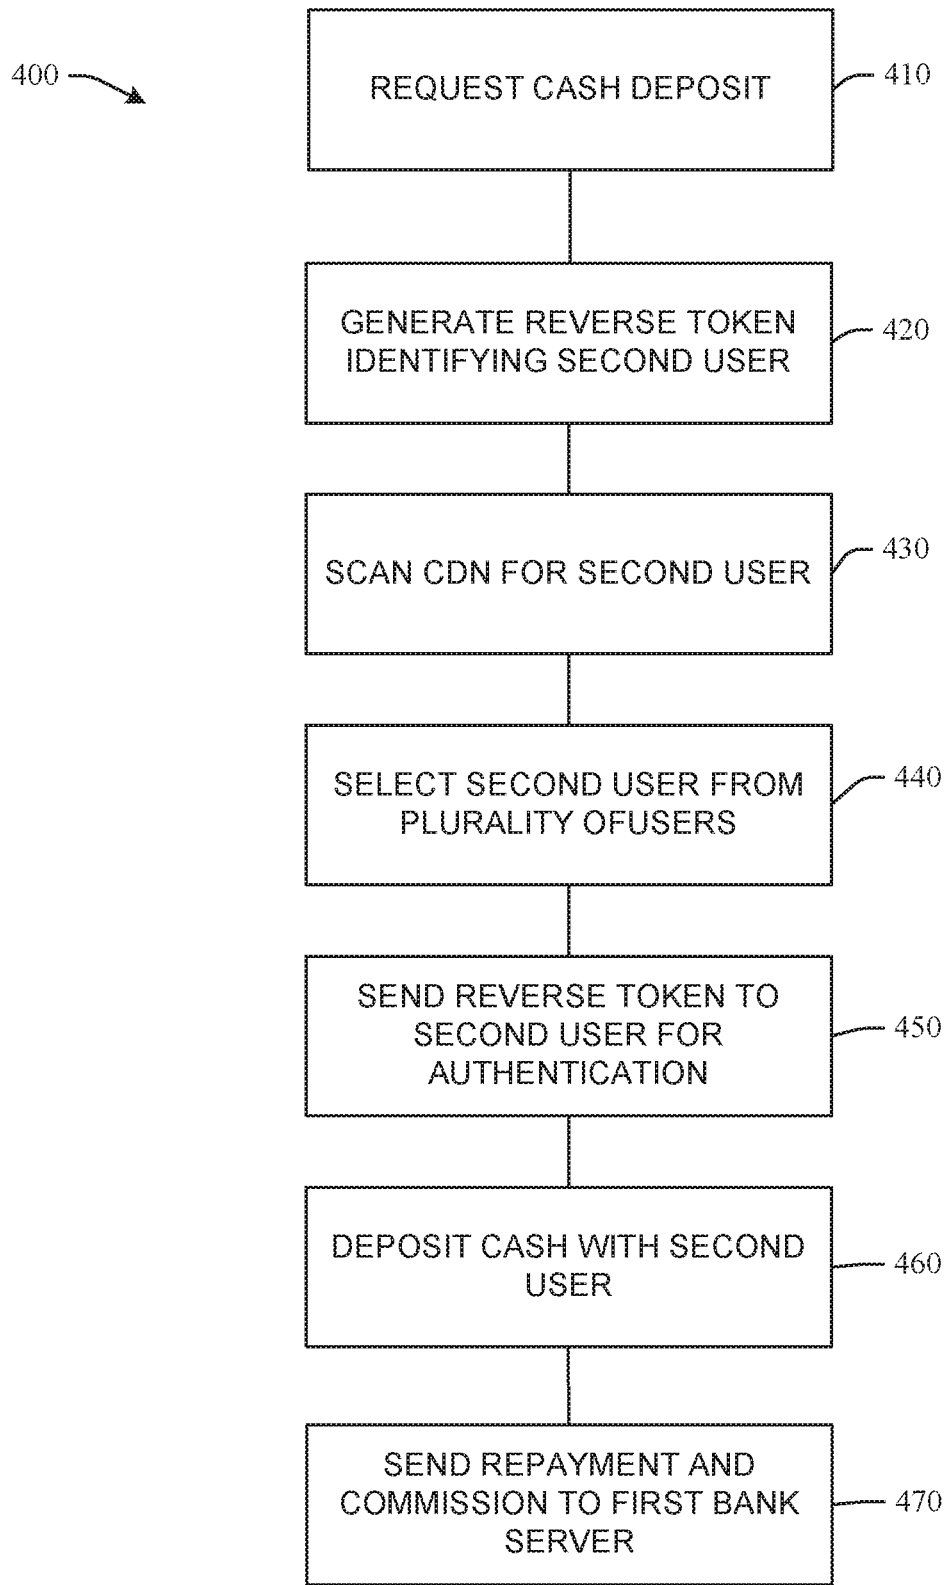 400
REQUEST CASH DEPOSIT
410
GENERATE REVERSE TOKEN
IDENTIFYING SECOND USER
420
SCAN CDN FOR SECOND USER
430
SELECT SECOND USER FROM
PLURALITY OFUSERS
440
SEND REVERSE TOKEN TO
SECOND USER FOR
AUTHENTICATION
450
DEPOSIT CASH WITH SECOND
USER
460
SEND REPAYMENT AND
COMMISSION TO FIRST BANK
SERVER
470